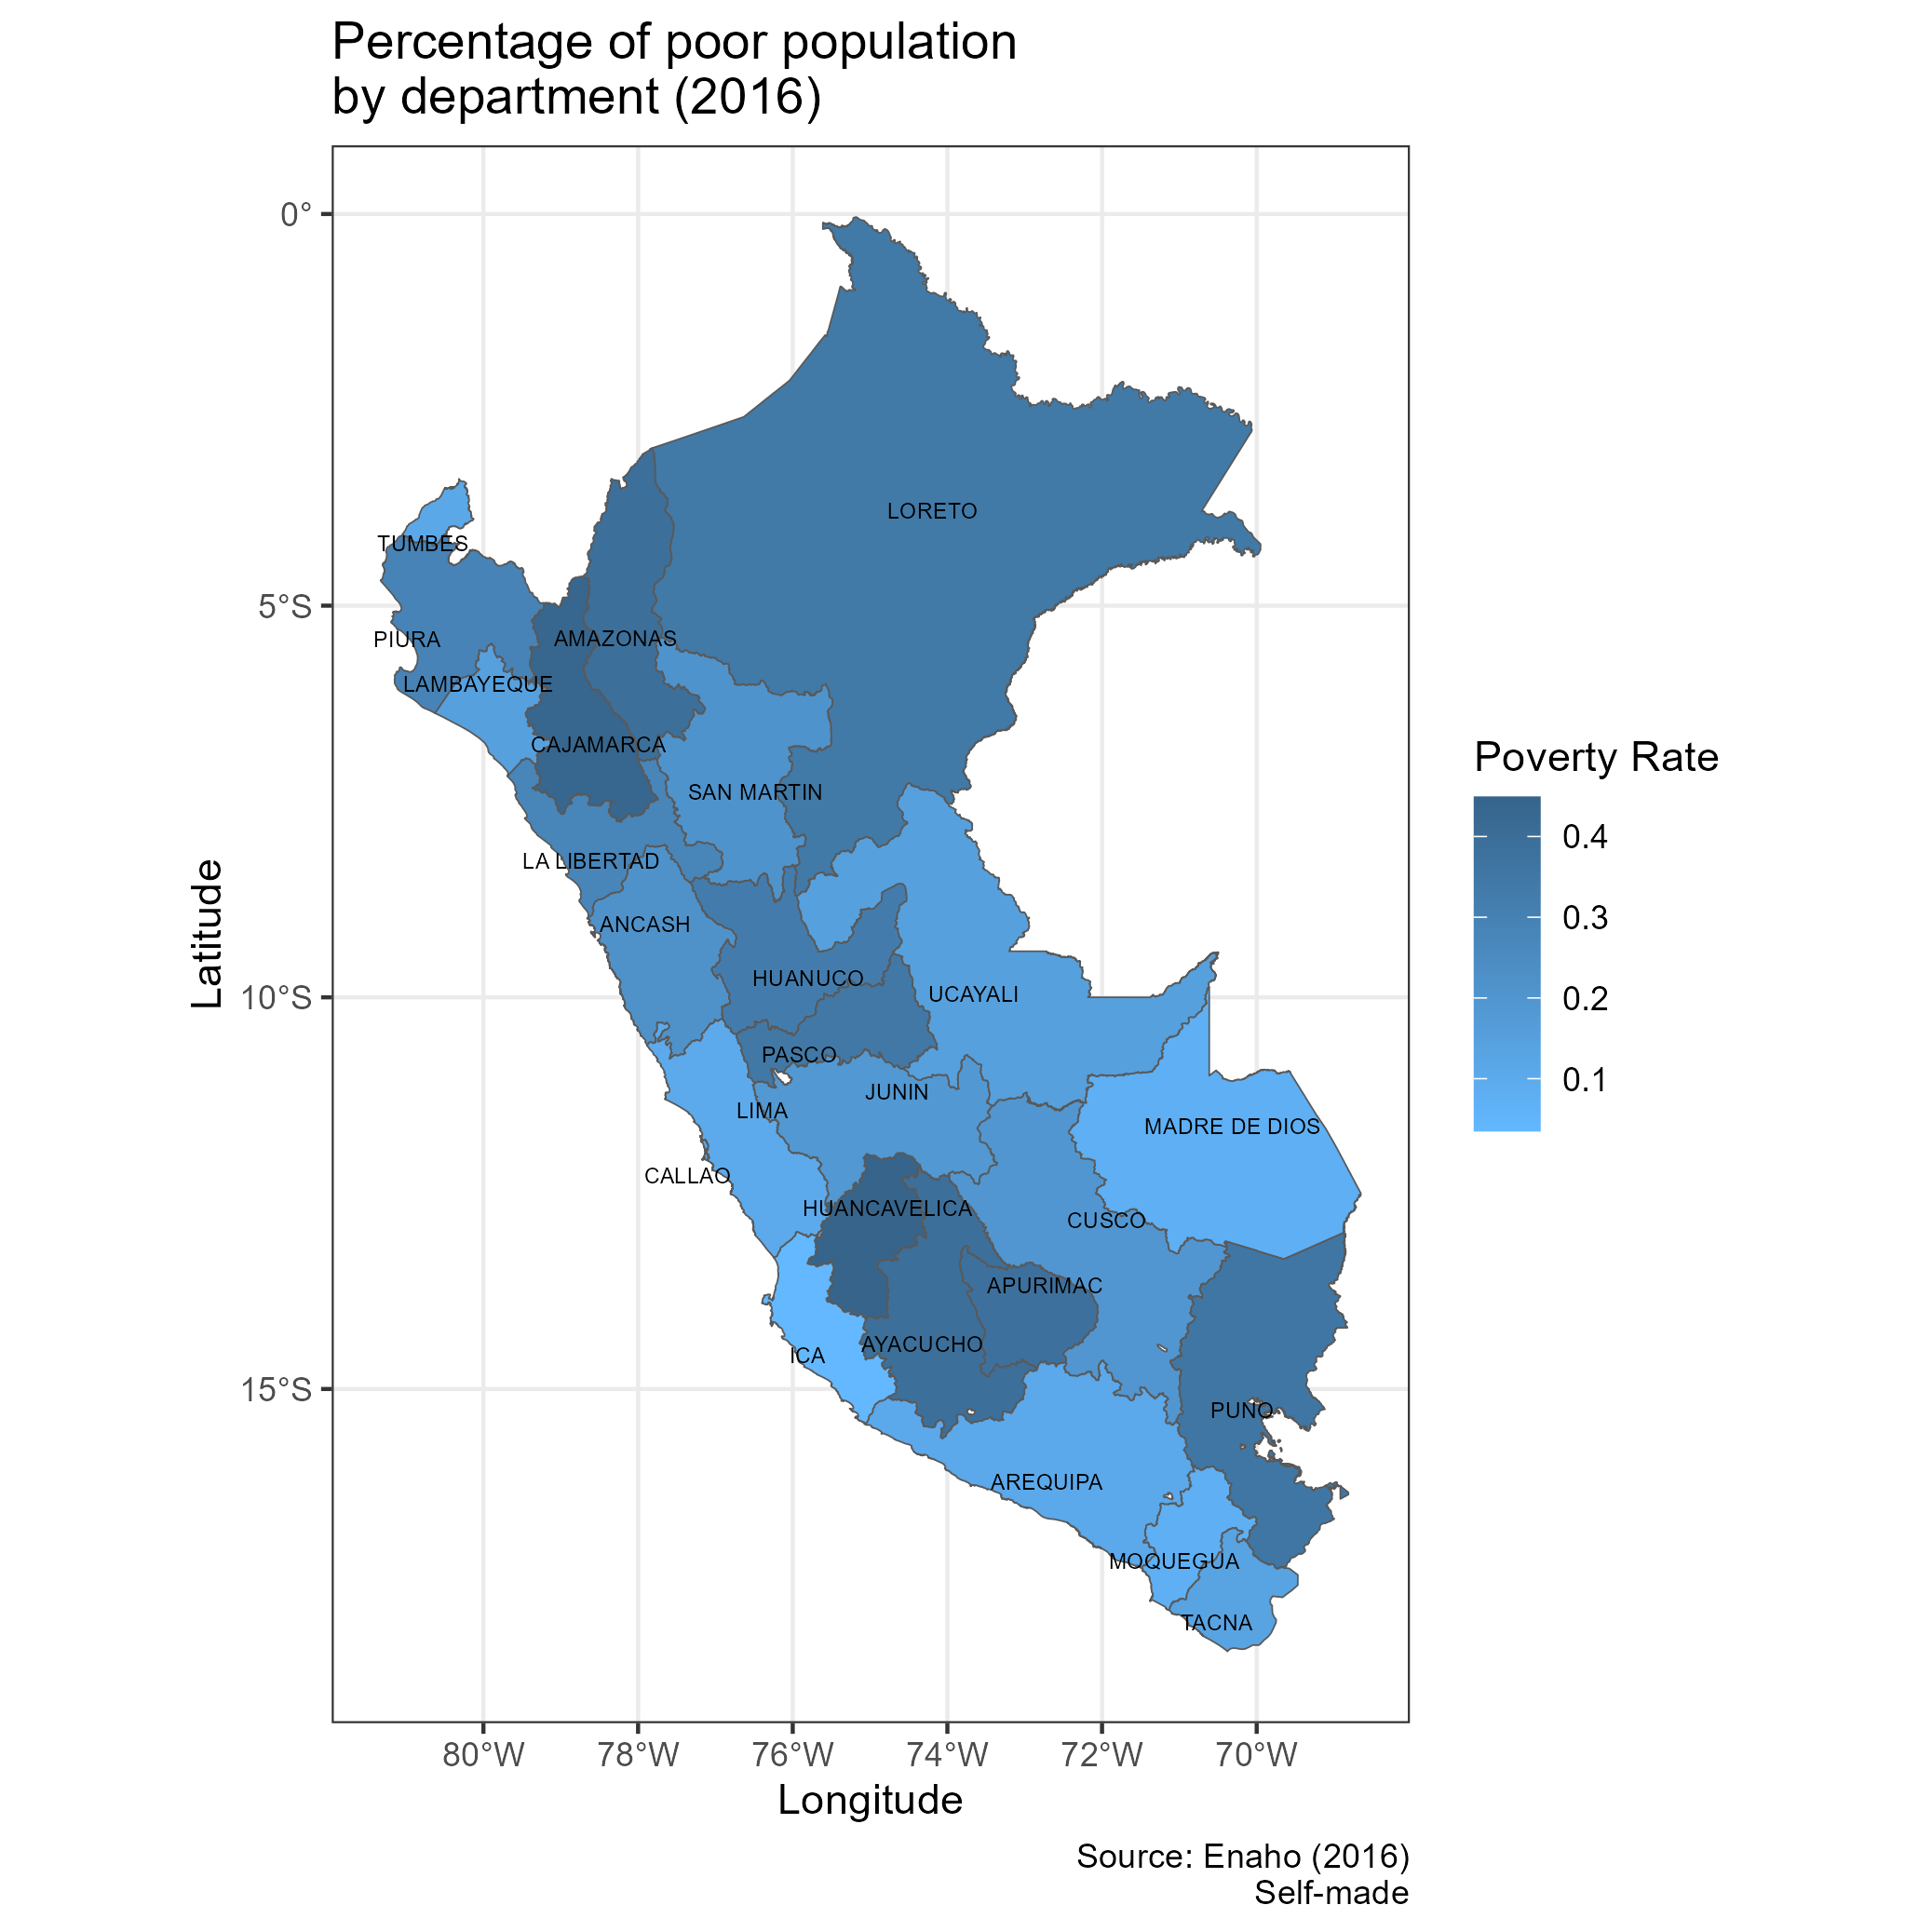 Percentage of poor population
by department (2016)
Latitude
0°
5°S
10°S
15°S
LORETO
TUMBES
PIURA
AMAZONAS
LAMBAYEQUE
CAJAMARCA
SAN MARTIN
LA LIBERTAD
ANCASH
HUANUCO
UCAYALI
PASCO
JUNIN
LIMA
MADRE DE DIOS
CALLAO
HUANCAVELICA
CUSCO
APURIMAC
AYACUCHO
ICA
PUNO
AREQUIPA
MOQUEGUA
TACNA
80°W 78°W 76°W 74°W 72°W 70°W
Longitude
Poverty Rate
0.4
0.3
0.2
0.1
Source: Enaho (2016)
Self-made